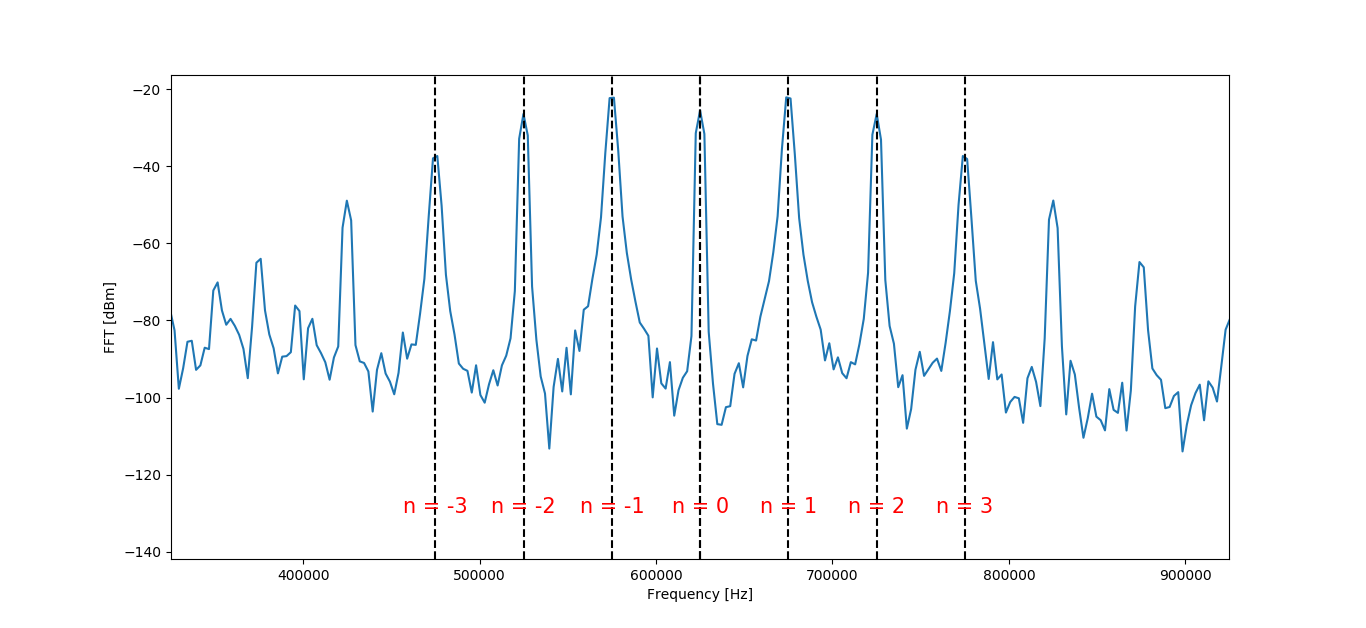 FFT [dBm]
−20
−40
−60
−80
−100
−120
−140
n = -3 n = -2 n = -1 n = 0 n = 1 n = 2 n = 3
400000 500000 600000 700000 800000 900000
Frequency [Hz]